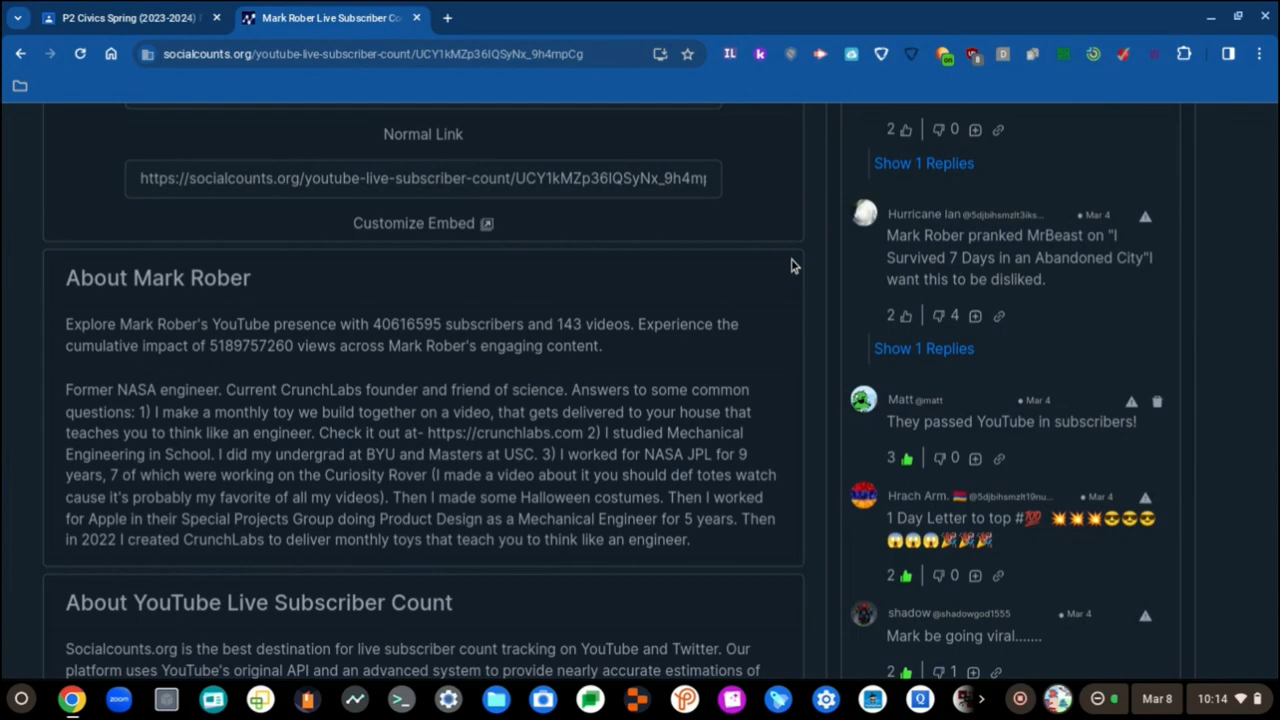 P2 Civics Spring (2023-2024)
Mark Rober Live Subscriber Co
socialcounts.org/youtube-live-subscriber-count/UCY1kMZp36IQSyNx_9h4mpCg
Normal Link
https://socialcounts.org/youtube-live-subscriber-count/UCY1kMZp36IQSyNx_9h4mp
Customize Embed
About Mark Rober
Explore Mark Rober's YouTube presence with 40616595 subscribers and 143 videos. Experience the
cumulative impact of 5189757260 views across Mark Rober's engaging content.
Former NASA engineer. Current CrunchLabs founder and friend of science. Answers to some common
questions: 1) I make a monthly toy we build together on a video, that gets delivered to your house that
teaches you to think like an engineer. Check it out at- https://crunchlabs.com 2) I studied Mechanical
Engineering in School. I did my undergrad at BYU and Masters at USC. 3) I worked for NASA JPL for 9
years, 7 of which were working on the Curiosity Rover (I made a video about it you should def totes watch
cause it's probably my favorite of all my videos). Then I made some Halloween costumes. Then I worked
for Apple in their Special Projects Group doing Product Design as a Mechanical Engineer for 5 years. Then
in 2022 I created CrunchLabs to deliver monthly toys that teach you to think like an engineer.
About YouTube Live Subscriber Count
Socialcounts.org is the best destination for live subscriber count tracking on YouTube and Twitter. Our
platform uses YouTube's original API and an advanced system to provide nearly accurate estimations of
2 0
Show 1 Replies
Hurricane Ian @5djbihsmzlt3iks... • Mar 4
Mark Rober pranked MrBeast on "I
Survived 7 Days in an Abandoned City"I
want this to be disliked.
2 4
Show 1 Replies
Matt @matt • Mar 4
They passed YouTube in subscribers!
3 0
Hrach Arm. 🇦🇲 @5djbihsmzlt19nu... • Mar 4
1 Day Letter to top #💯 💥💥💥😎😎😎
😱😱😱🎉🎉🎉
2 0
shadow @shadowgod1555 • Mar 4
Mark be going viral.......
2 1
zoom
Mar 8
10:14